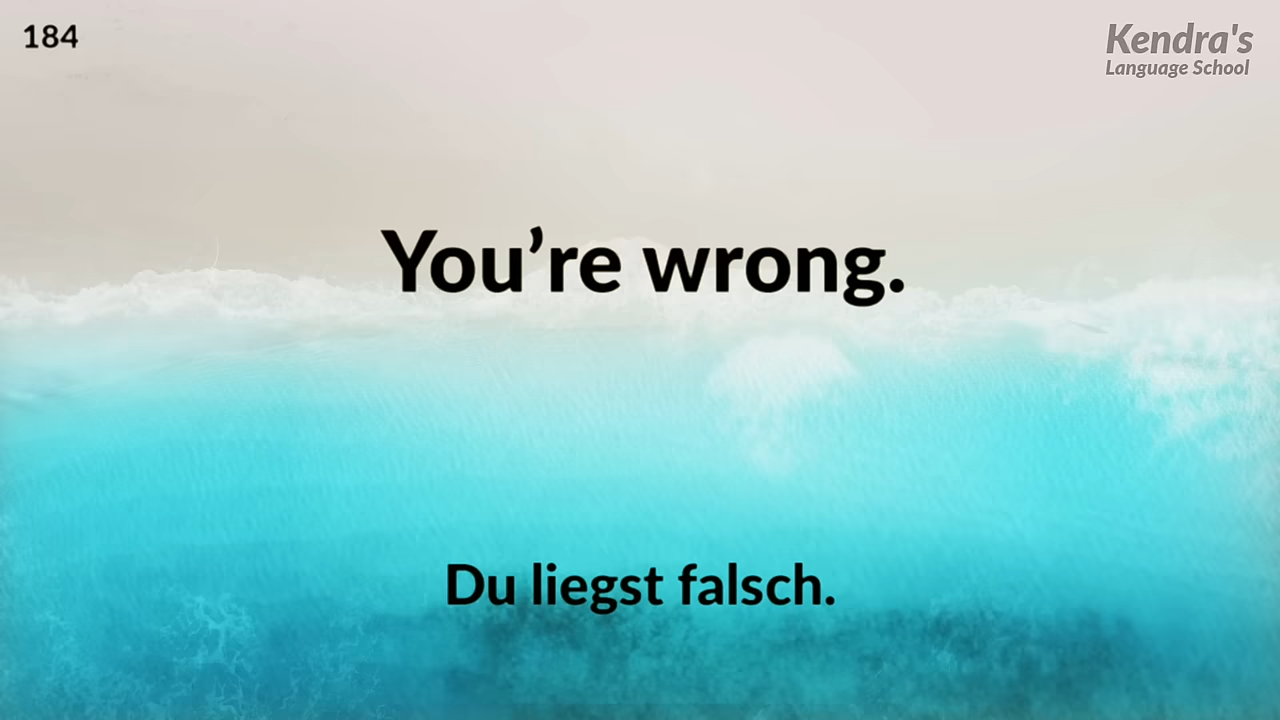 184
Kendra's
Language School
You’re wrong.
Du liegst falsch.